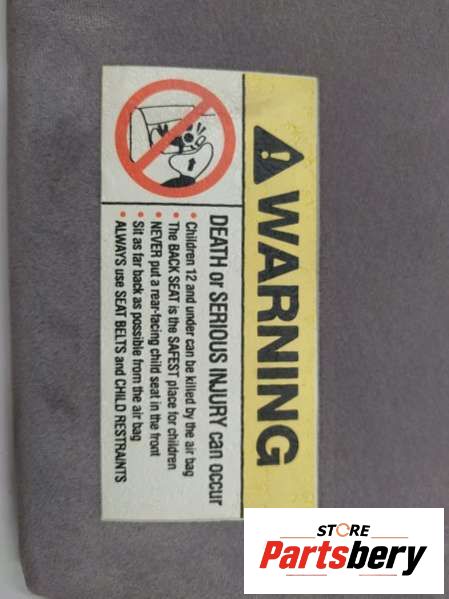 WARNING
DEATH or SERIOUS INJURY can occur
• Children 12 and under can be killed by the air bag
• The BACK SEAT is the SAFEST place for children
• NEVER put a rear-facing child seat in the front
• Sit as far back as possible from the air bag
• ALWAYS use SEAT BELTS and CHILD RESTRAINTS
STORE
Partsbery